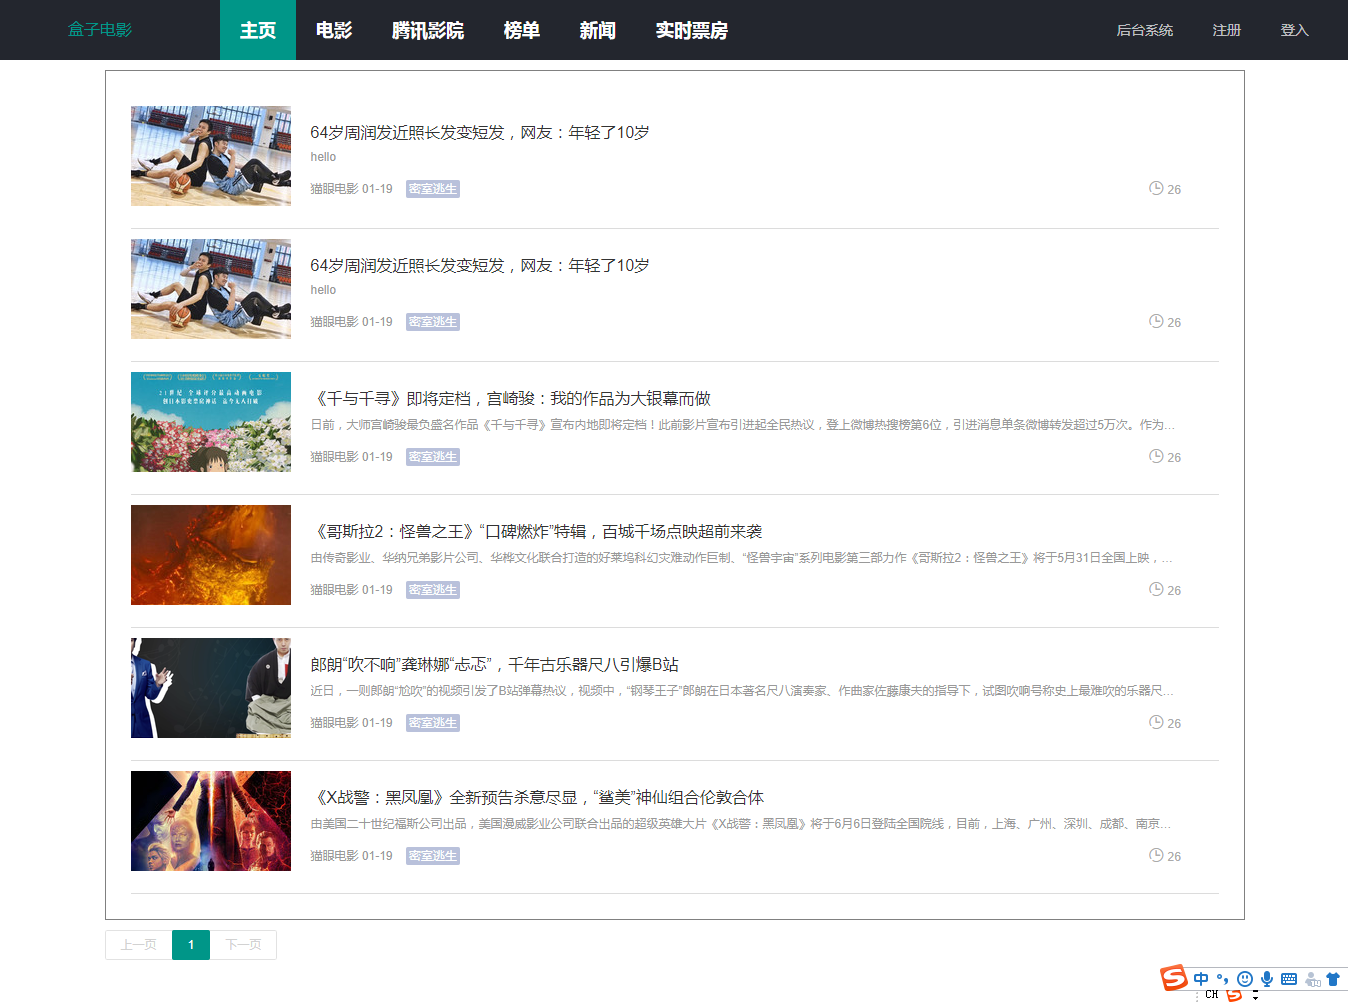 盒子电影 主页 电影 腾讯影院 榜单 新闻 实时票房 后台系统 注册 登入
64岁周润发近照长发变短发，网友：年轻了10岁
hello
猫眼电影 01-19 密室逃生 26
64岁周润发近照长发变短发，网友：年轻了10岁
hello
猫眼电影 01-19 密室逃生 26
21世纪 全球评分最高动画电影
《千与千寻》即将定档，宫崎骏：我的作品为大银幕而做
日前，大师宫崎骏最负盛名作品《千与千寻》宣布内地即将定档！此前影片宣布引进起全民热议，登上微博热搜榜第6位，引进消息单条微博转发超过5万次。作为...
猫眼电影 01-19 密室逃生 26
《哥斯拉2：怪兽之王》“口碑燃炸”特辑，百城千场点映超前来袭
由传奇影业、华纳兄弟影片公司、华桦文化联合打造的好莱坞科幻灾难动作巨制、“怪兽宇宙”系列电影第三部力作《哥斯拉2：怪兽之王》将于5月31日全国上映，...
猫眼电影 01-19 密室逃生 26
郎朗“吹不响”龚琳娜“忐忑”，千年古乐器尺八引爆B站
近日，一则郎朗“尬吹”的视频引发了B站弹幕热议，视频中，“钢琴王子”郎朗在日本著名尺八演奏家、作曲家佐藤康夫的指导下，试图吹响号称史上最难吹的乐器尺...
猫眼电影 01-19 密室逃生 26
《X战警：黑凤凰》全新预告杀意尽显，“鲨美”神仙组合伦敦合体
由美国二十世纪福斯公司出品，美国漫威影业公司联合出品的超级英雄大片《X战警：黑凤凰》将于6月6日登陆全国院线，目前，上海、广州、深圳、成都、南京...
猫眼电影 01-19 密室逃生 26
上一页 1 下一页
中
CH